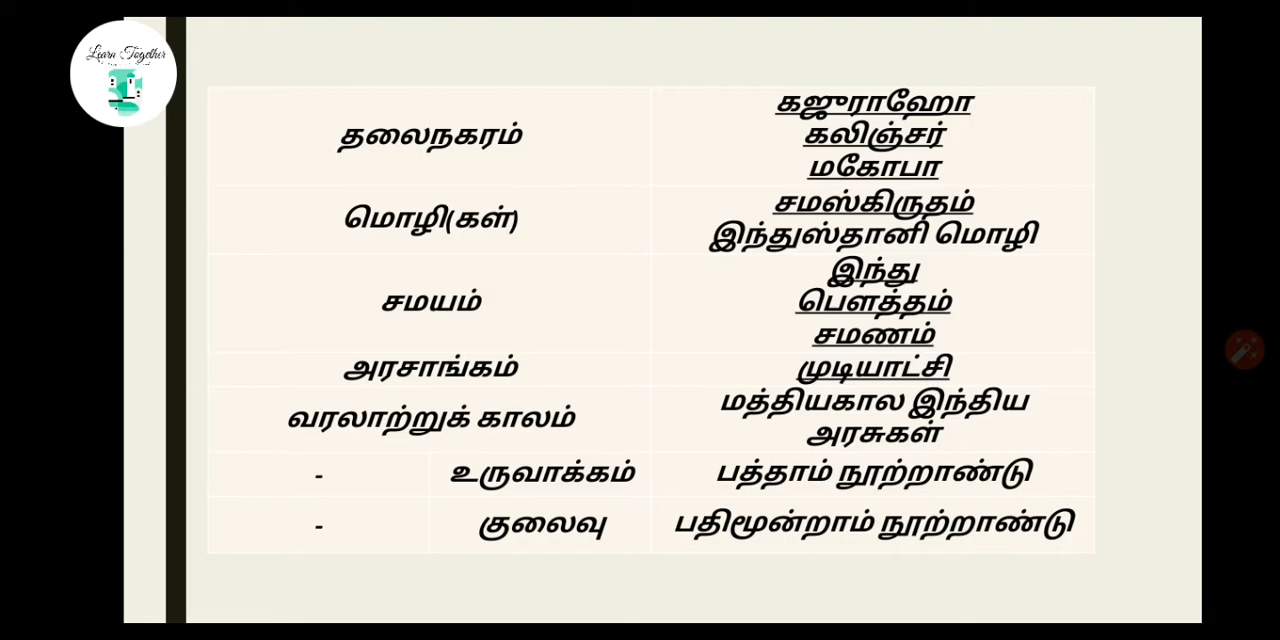 Learn Together
தலைநகரம்
கஜுராஹோ
கலிஞ்சர்
மகோபா
மொழி(கள்)
சமஸ்கிருதம்
இந்துஸ்தானி மொழி
சமயம்
இந்து
பௌத்தம்
சமணம்
அரசாங்கம்
முடியாட்சி
வரலாற்றுக் காலம்
மத்தியகால இந்திய
அரசுகள்
- உருவாக்கம் பத்தாம் நூற்றாண்டு
- குலைவு பதிமூன்றாம் நூற்றாண்டு